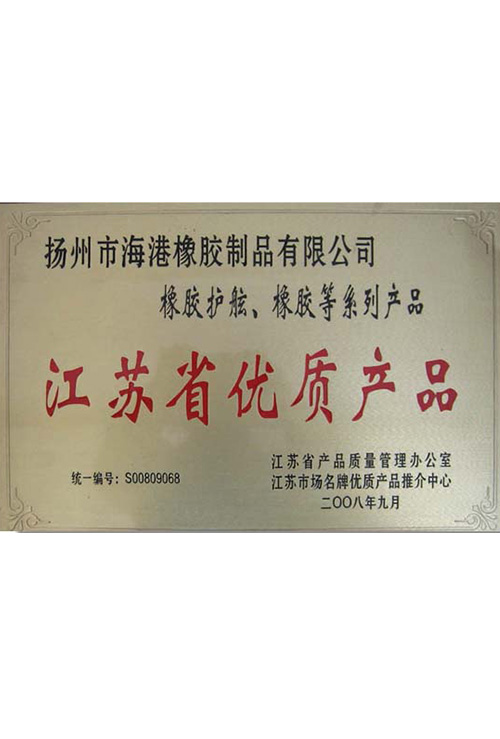 扬州市海港橡胶制品有限公司
橡胶护舷、橡胶等系列产品
江苏省优质产品
统一编号：S00809068
江苏省产品质量管理办公室
江苏市场名牌优质产品推介中心
二〇〇八年九月